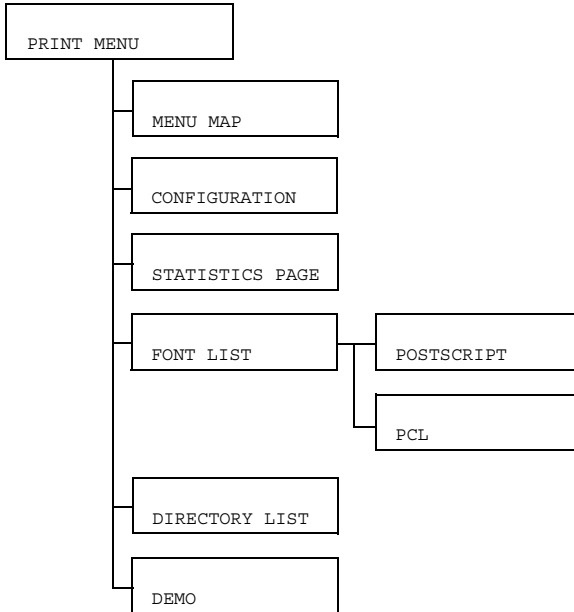 PRINT MENU
MENU MAP
CONFIGURATION
STATISTICS PAGE
FONT LIST
POSTSCRIPT
PCL
DIRECTORY LIST
DEMO